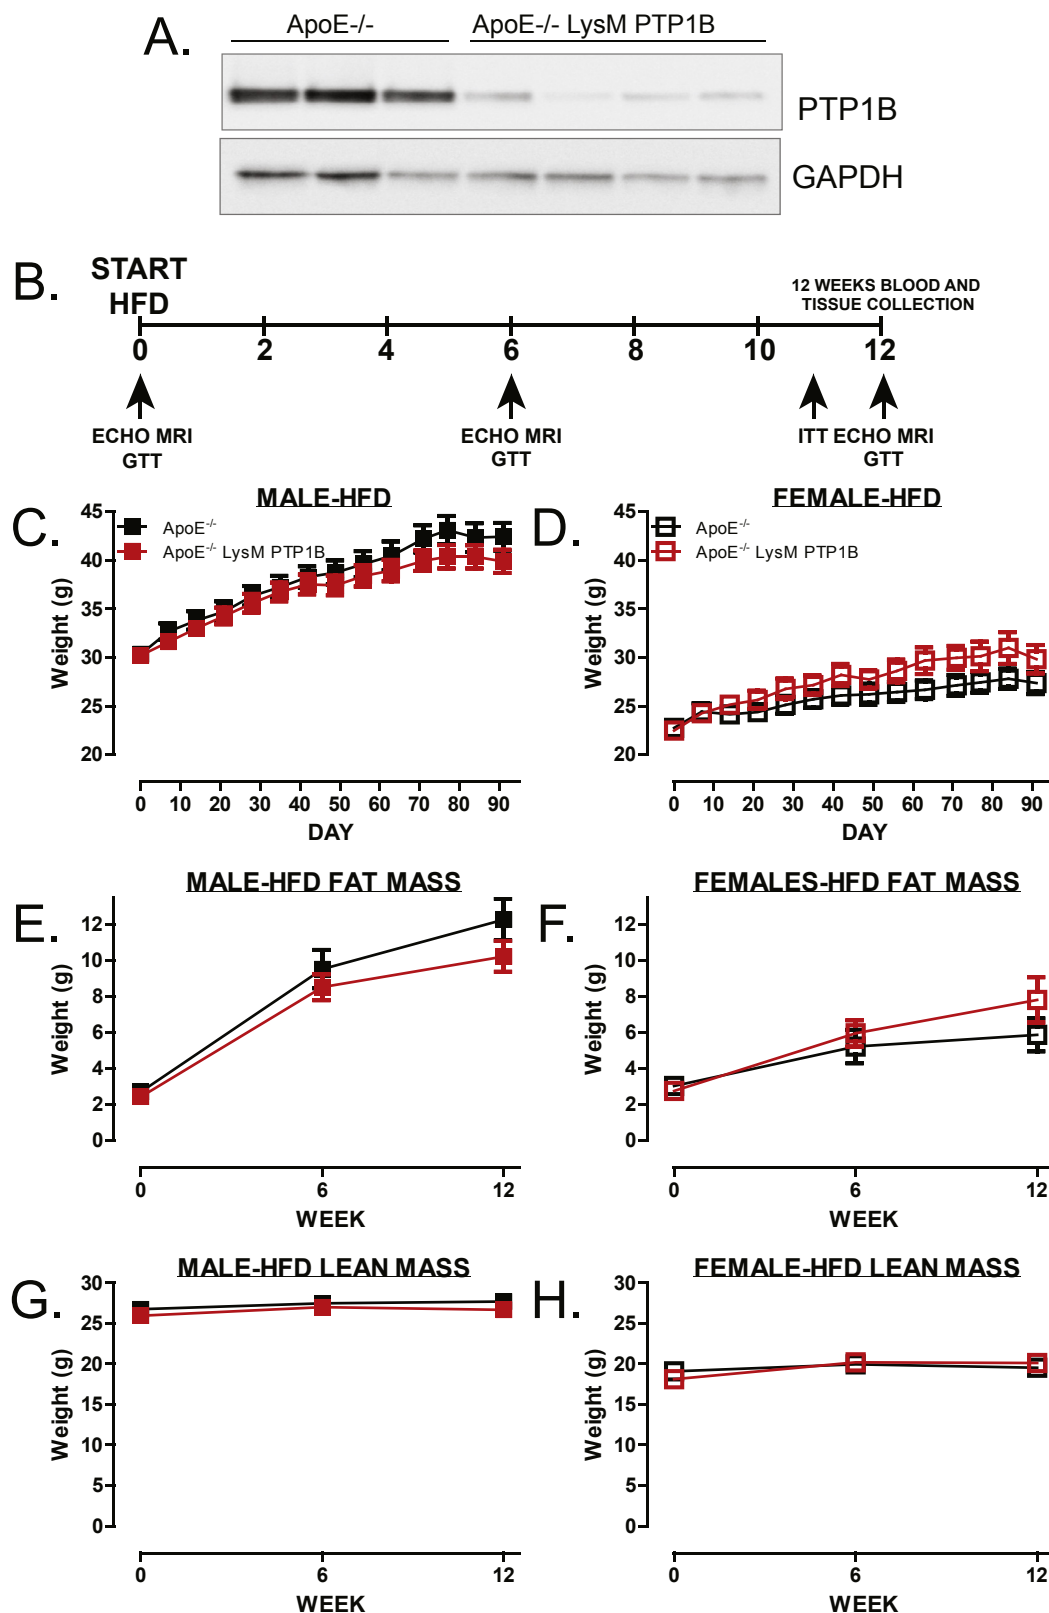 A.
ApoE-/-
ApoE-/- LysM PTP1B
PTP1B
GAPDH
B.
START
HFD
12 WEEKS BLOOD AND
TISSUE COLLECTION
0 2 4 6 8 10 12
ECHO MRI
GTT
ECHO MRI
GTT
ITT ECHO MRI
GTT
C.
MALE-HFD
ApoE-/-
ApoE-/- LysM PTP1B
Weight (g)
45
40
35
30
25
20
0 10 20 30 40 50 60 70 80 90
DAY
D.
FEMALE-HFD
ApoE-/-
ApoE-/- LysM PTP1B
Weight (g)
45
40
35
30
25
20
0 10 20 30 40 50 60 70 80 90
DAY
E.
MALE-HFD FAT MASS
Weight (g)
12
10
8
6
4
2
0
0 6 12
WEEK
F.
FEMALES-HFD FAT MASS
Weight (g)
12
10
8
6
4
2
0
0 6 12
WEEK
G.
MALE-HFD LEAN MASS
Weight (g)
30
25
20
15
10
5
0
0 6 12
WEEK
H.
FEMALE-HFD LEAN MASS
Weight (g)
30
25
20
15
10
5
0
0 6 12
WEEK